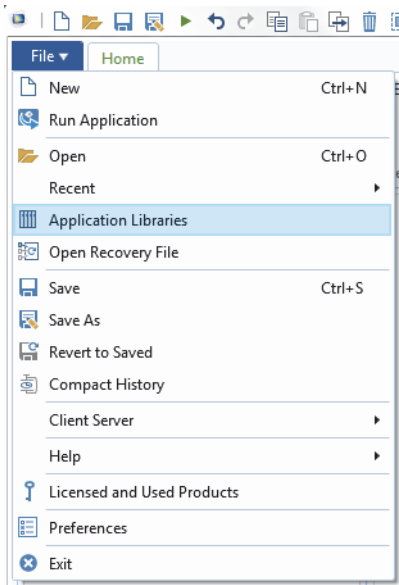 File ▼ Home
New Ctrl+N
Run Application
Open Ctrl+O
Recent
Application Libraries
Open Recovery File
Save Ctrl+S
Save As
Revert to Saved
Compact History
Client Server
Help
Licensed and Used Products
Preferences
Exit